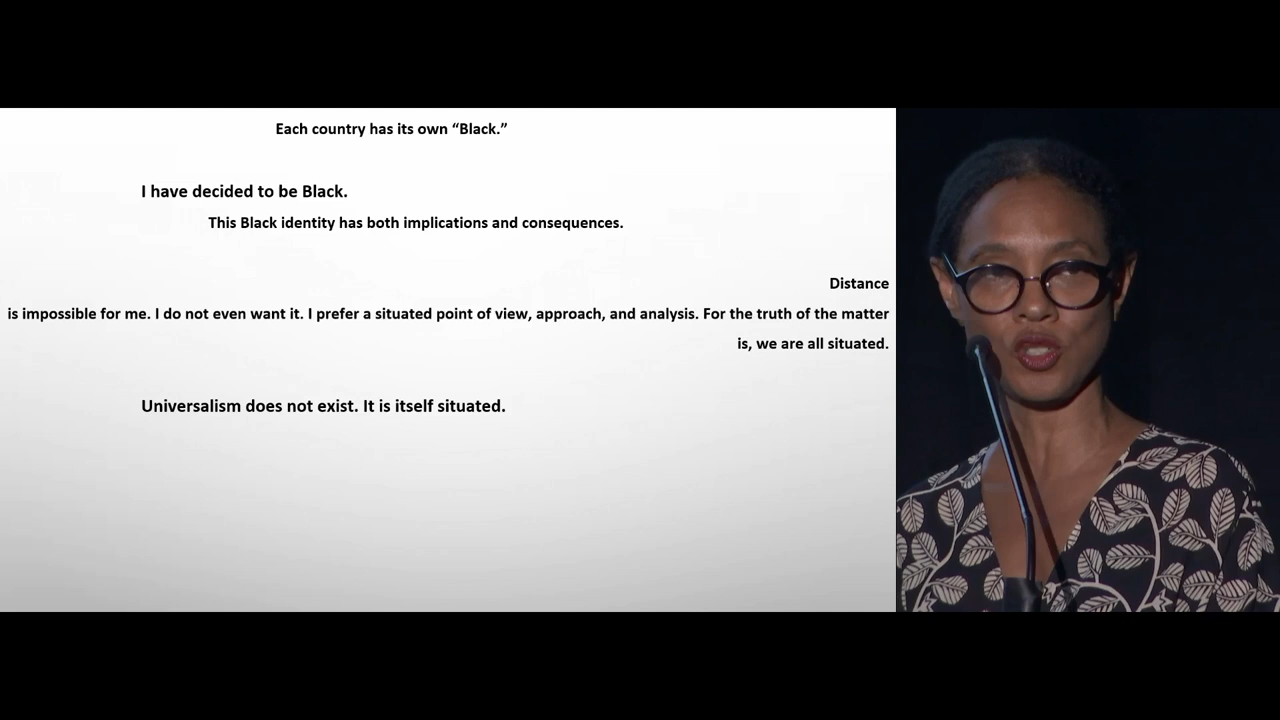 Each country has its own “Black.”
I have decided to be Black.
This Black identity has both implications and consequences.
Distance
is impossible for me. I do not even want it. I prefer a situated point of view, approach, and analysis. For the truth of the matter
is, we are all situated.
Universalism does not exist. It is itself situated.